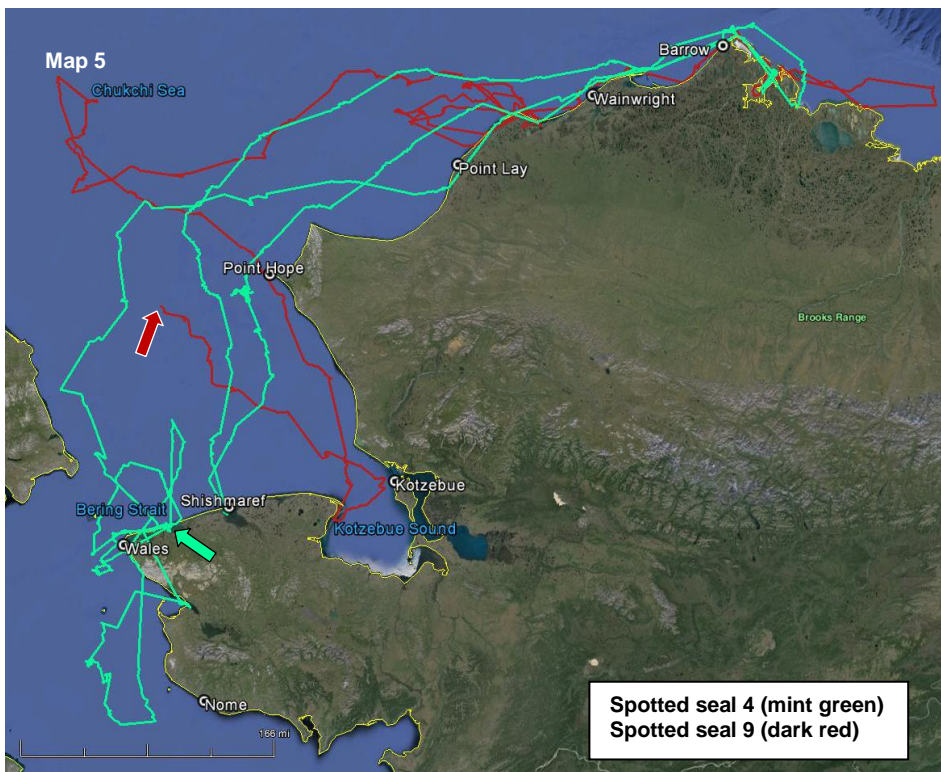 Map 5
Chukchi Sea
Barrow
Wainwright
Point Lay
Point Hope
Brooks Range
Kotzebue
Shishmaref
Bering Strait
Kotzebue Sound
Wales
Nome
166 mi
Spotted seal 4 (mint green)
Spotted seal 9 (dark red)